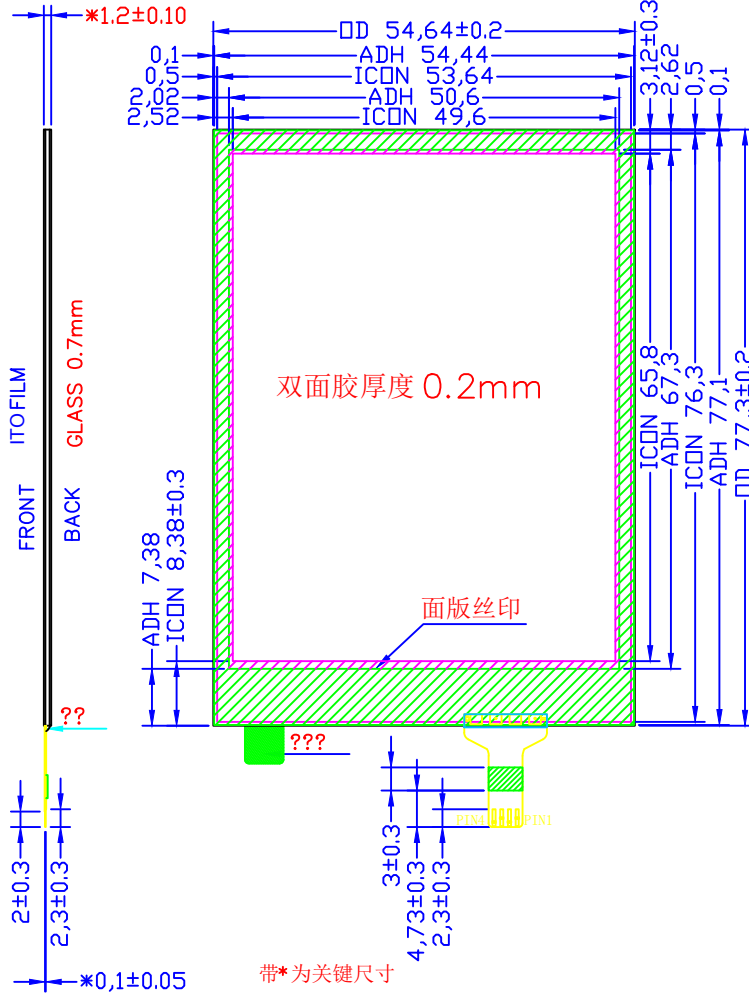 *1.2±0.10
OD 54,64±0.2
0,1
ADH 54,44
0,5
ICON 53,64
2,02
ADH 50,6
2,52
ICON 49,6
3,12±0.3
2,62
0,5
0,1
ITOFILM
GLASS 0.7mm
FRONT
BACK
双面胶厚度 0.2mm
ICON 65,8
ADH 67,3
ICON 76,3
ADH 77,1
OD 77,3±0.2
ADH 7,38
ICON 8,38±0.3
面版丝印
??
???
PIN4
PIN1
2±0.3
2,3±0.3
3±0.3
4,73±0.3
2,3±0.3
*0,1±0.05
带*为关键尺寸